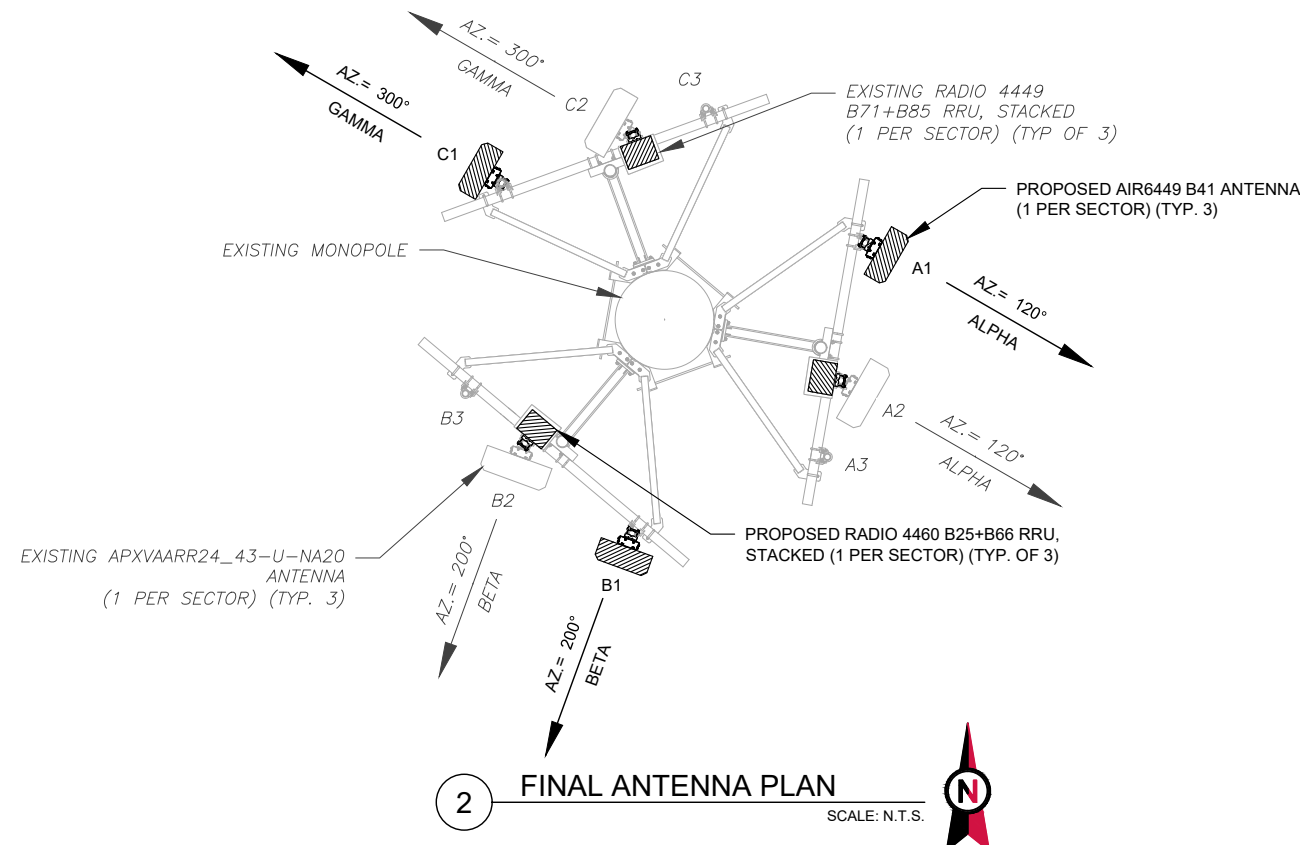 AZ.= 300°
GAMMA
AZ.= 300°
GAMMA
C1
C2
C3
EXISTING RADIO 4449
B71+B85 RRU, STACKED
(1 PER SECTOR) (TYP OF 3)
PROPOSED AIR6449 B41 ANTENNA
(1 PER SECTOR) (TYP. 3)
EXISTING MONOPOLE
A1
AZ.= 120°
ALPHA
A2
AZ.= 120°
ALPHA
A3
B3
B2
EXISTING APXVAARR24_43-U-NA20
ANTENNA
(1 PER SECTOR) (TYP. 3)
AZ.= 200°
BETA
PROPOSED RADIO 4460 B25+B66 RRU,
STACKED (1 PER SECTOR) (TYP. OF 3)
B1
AZ.= 200°
BETA
2
FINAL ANTENNA PLAN
SCALE: N.T.S.
N